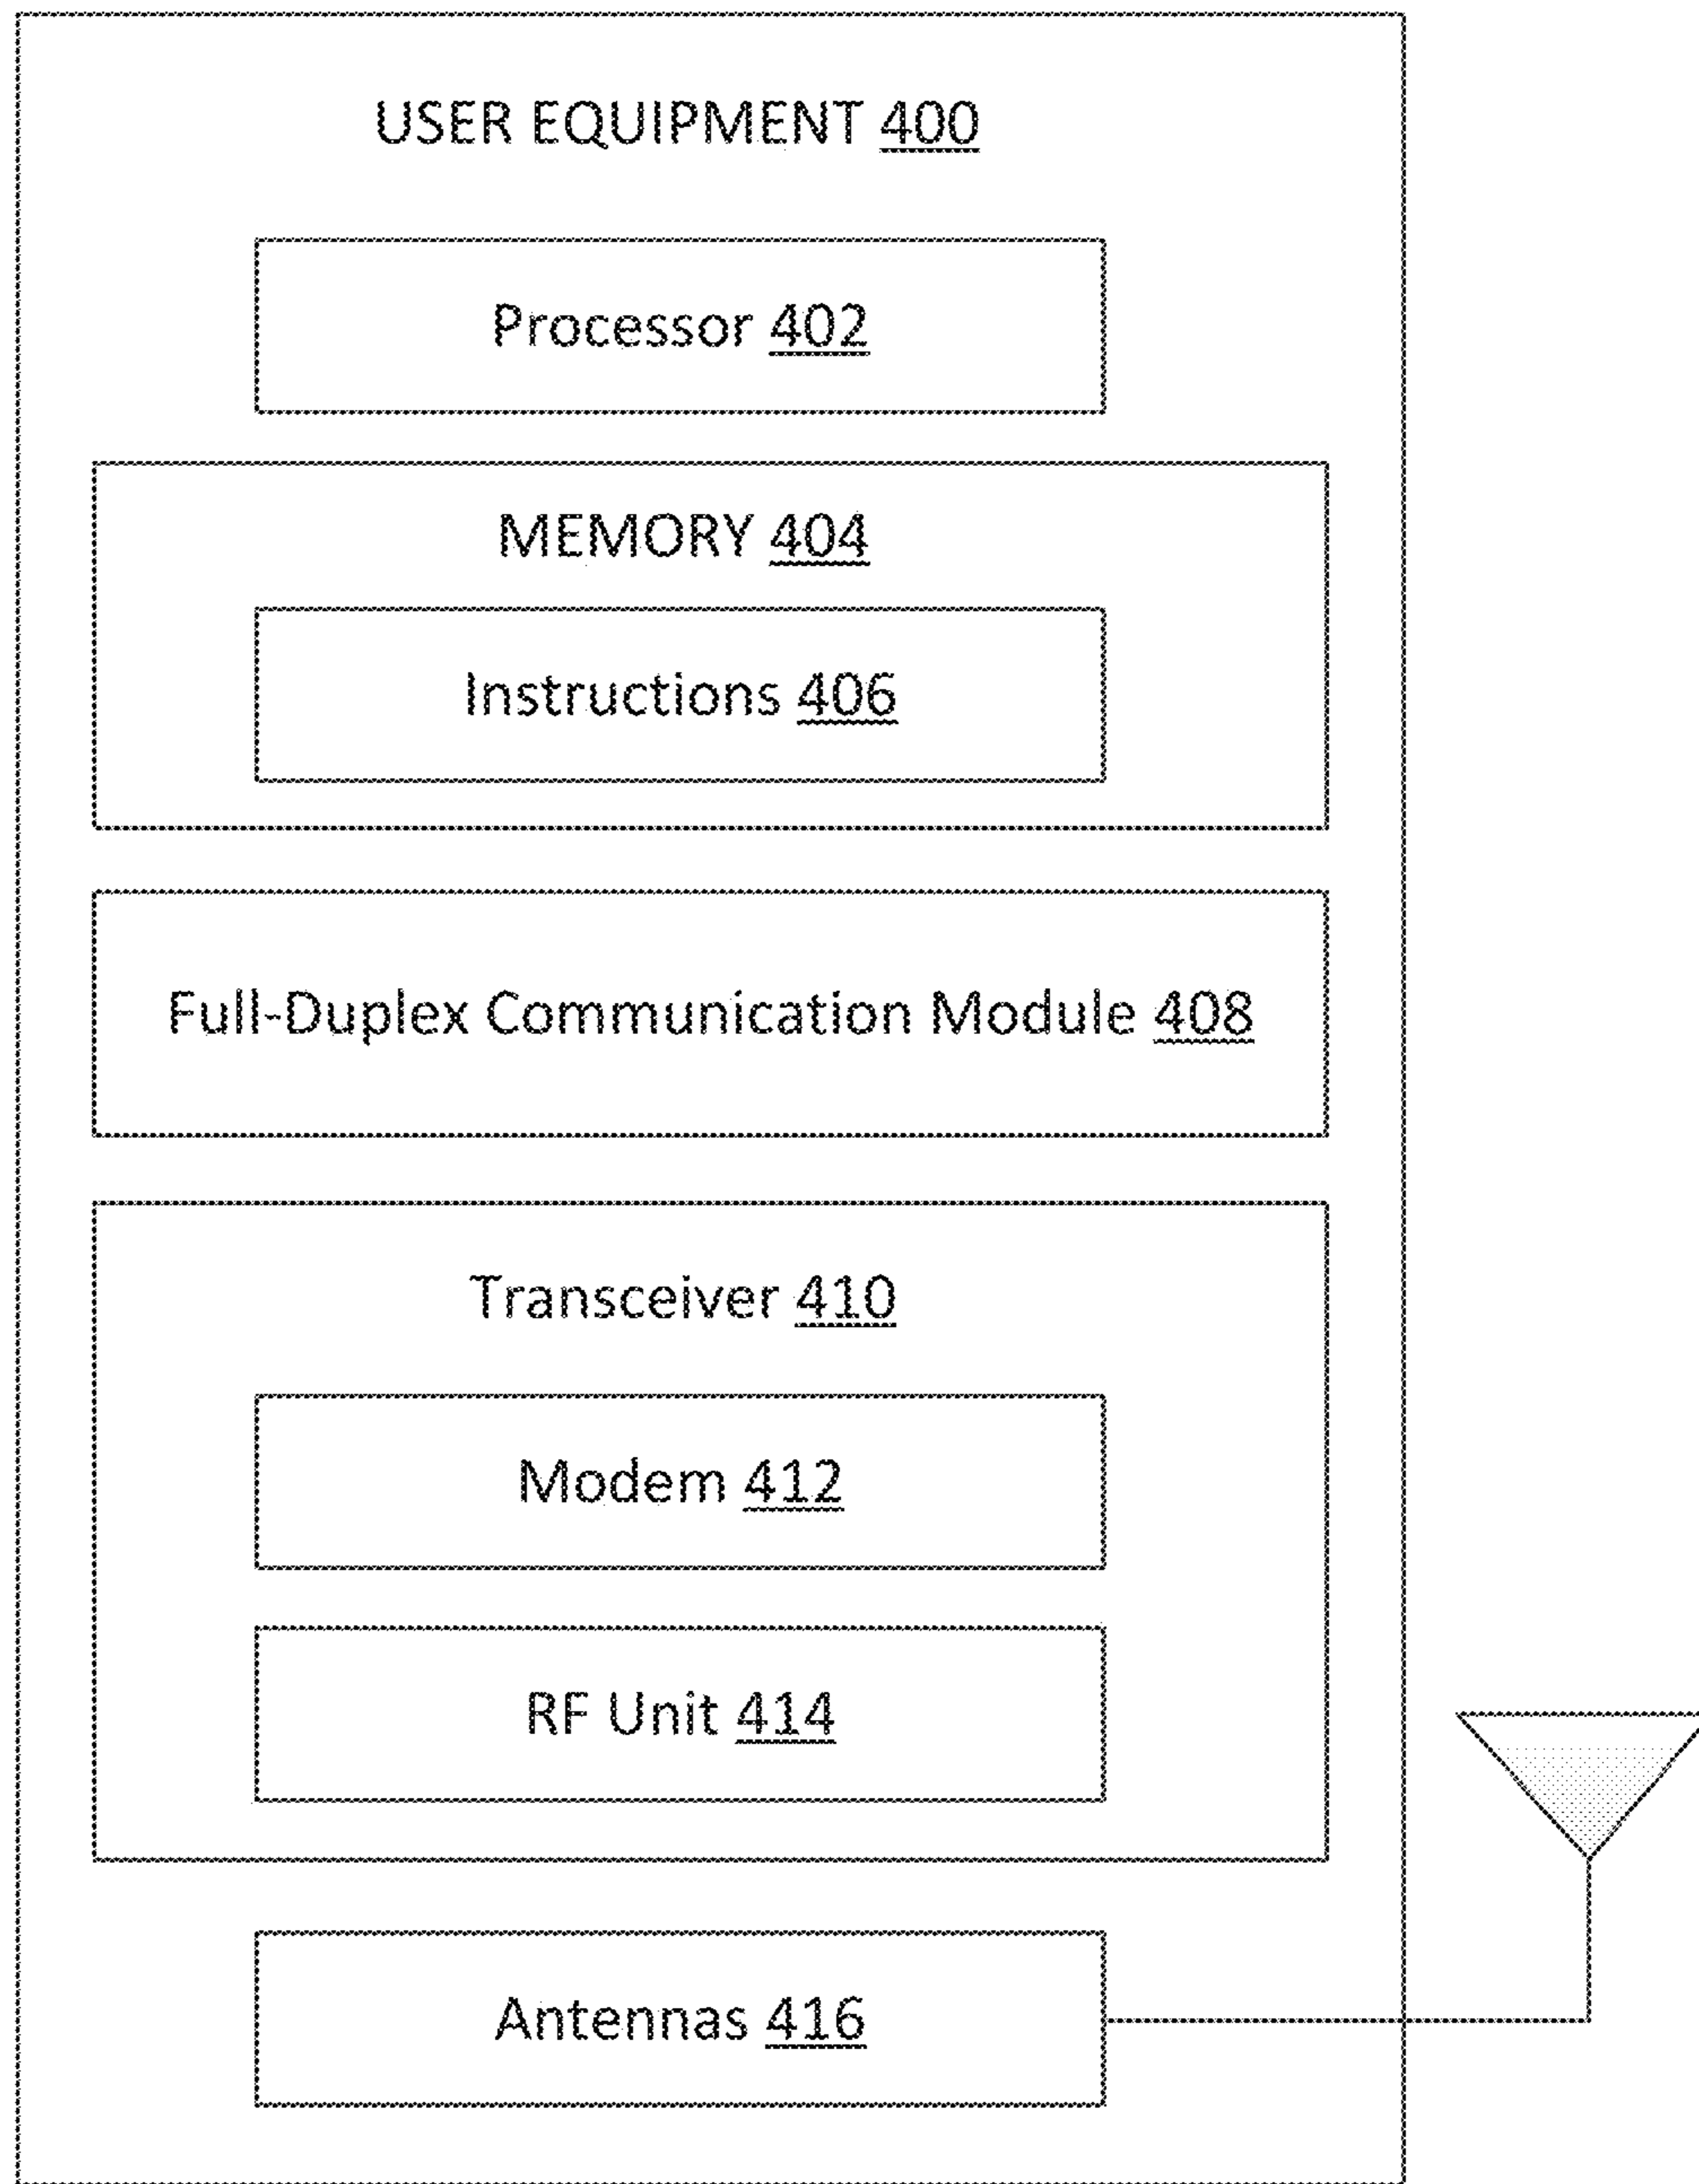 USER EQUIPMENT 400
Processor 402
MEMORY 404
Instructions 406
Full-Duplex Communication Module 408
Transceiver 410
Modem 412
RF Unit 414
Antennas 416